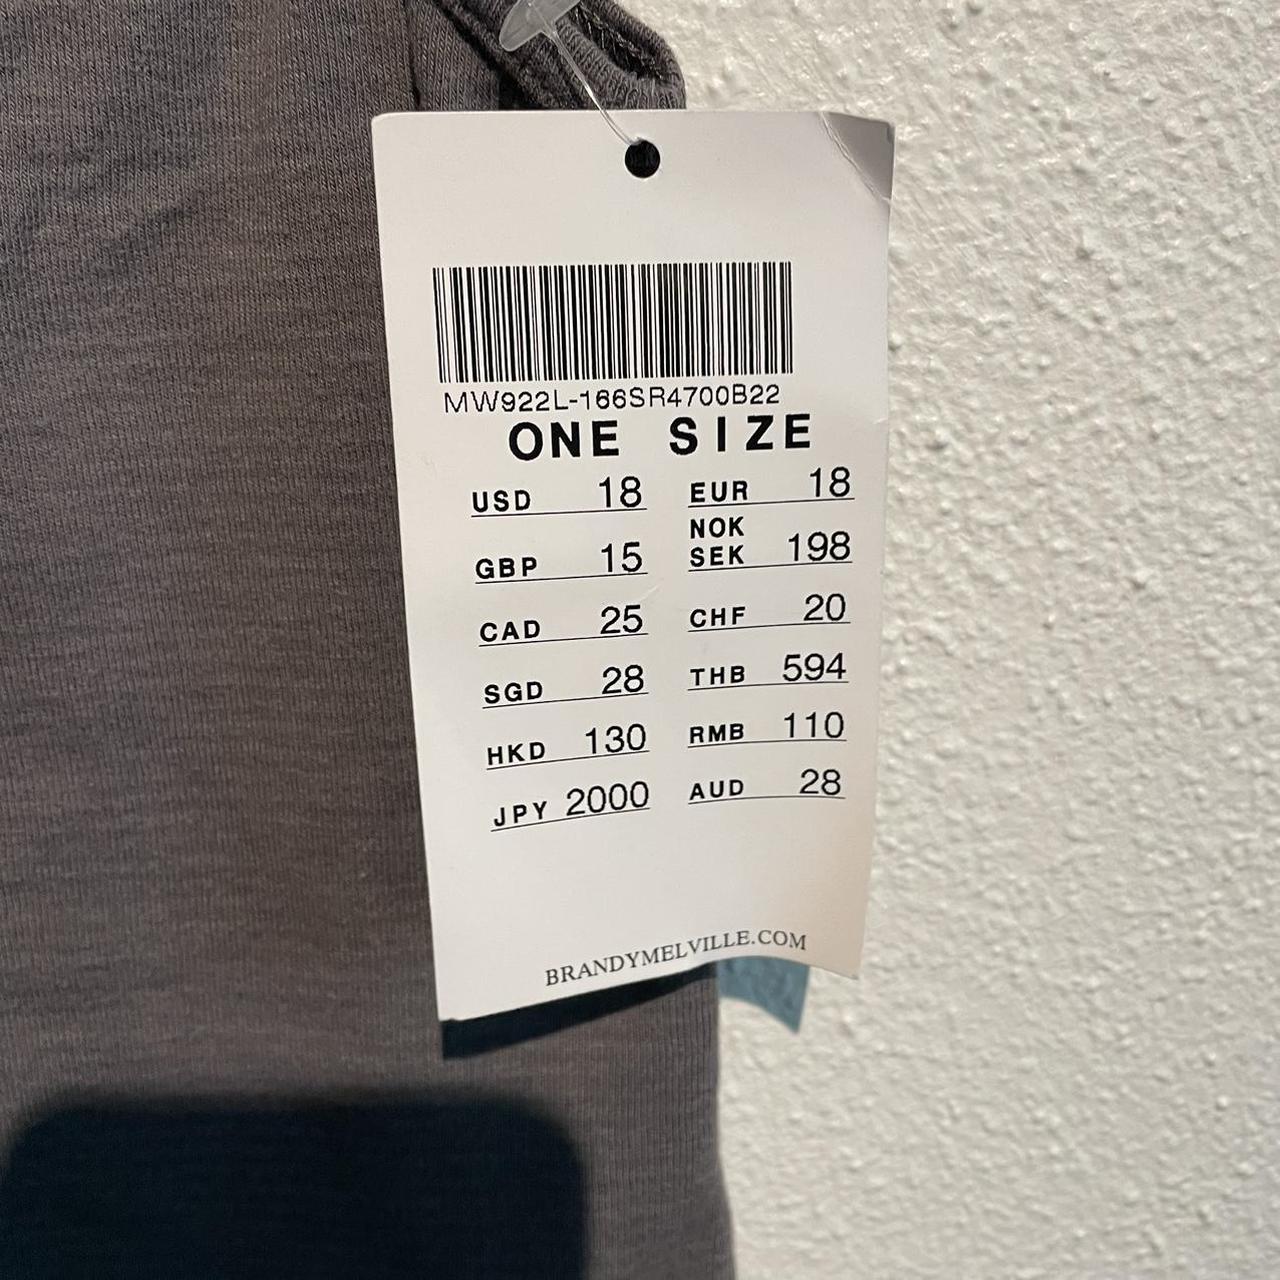 MW922L-166SR4700B22
ONE SIZE
USD 18 EUR 18
NOK
GBP 15 SEK 198
CAD 25 CHF 20
SGD 28 THB 594
HKD 130 RMB 110
JPY 2000 AUD 28
BRANDYMELVILLE.COM